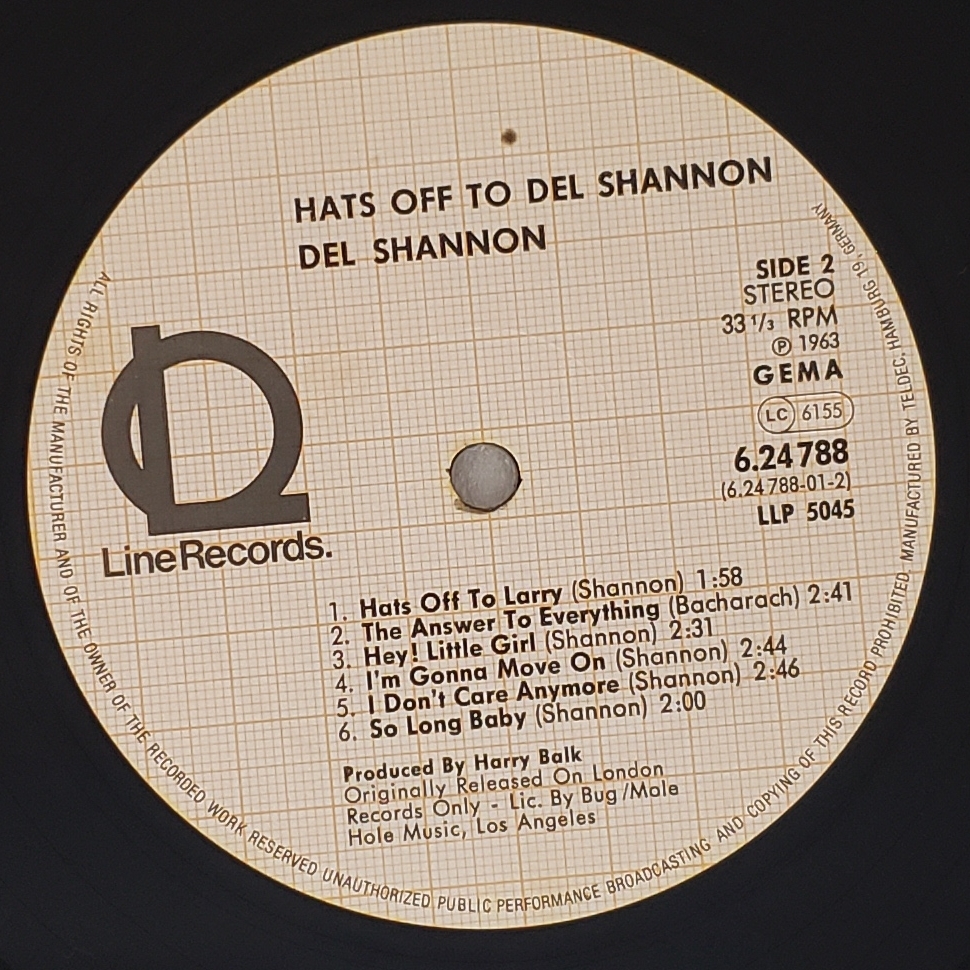 HATS OFF TO DEL SHANNON
DEL SHANNON
SIDE 2
STEREO
33 1/3 RPM
Ⓟ 1963
GEMA
LC 6155
6.24788
(6.24788-01-2)
LLP 5045
LineRecords.
1. Hats Off To Larry (Shannon) 1:58
2. The Answer To Everything (Bacharach) 2:41
3. Hey! Little Girl (Shannon) 2:31
4. I'm Gonna Move On (Shannon) 2:44
5. I Don't Care Anymore (Shannon) 2:46
6. So Long Baby (Shannon) 2:00
Produced By Harry Balk
Originally Released On London
Records Only - Lic. By Bug/Mole
Hole Music, Los Angeles
ALL RIGHTS OF THE MANUFACTURER AND OF THE OWNER OF THE RECORDED WORK RESERVED UNAUTHORIZED PUBLIC PERFORMANCE BROADCASTING AND COPYING OF THIS RECORD PROHIBITED. MANUFACTURED BY TELDEC, HAMBURG 19, GERMANY